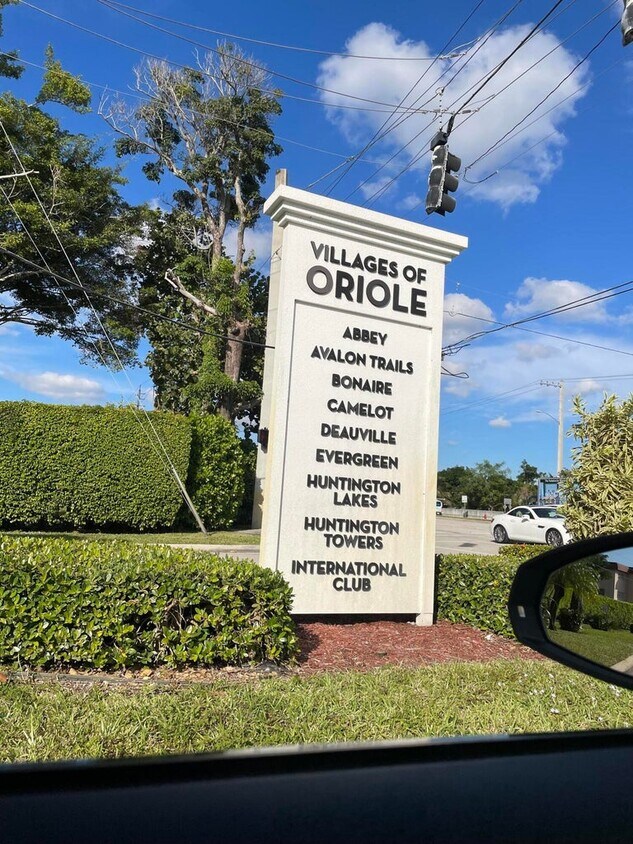 VILLAGES OF
ORIOLE
ABBEY
AVALON TRAILS
BONAIRE
CAMELOT
DEAUVILLE
EVERGREEN
HUNTINGTON
LAKES
HUNTINGTON
TOWERS
INTERNATIONAL
CLUB